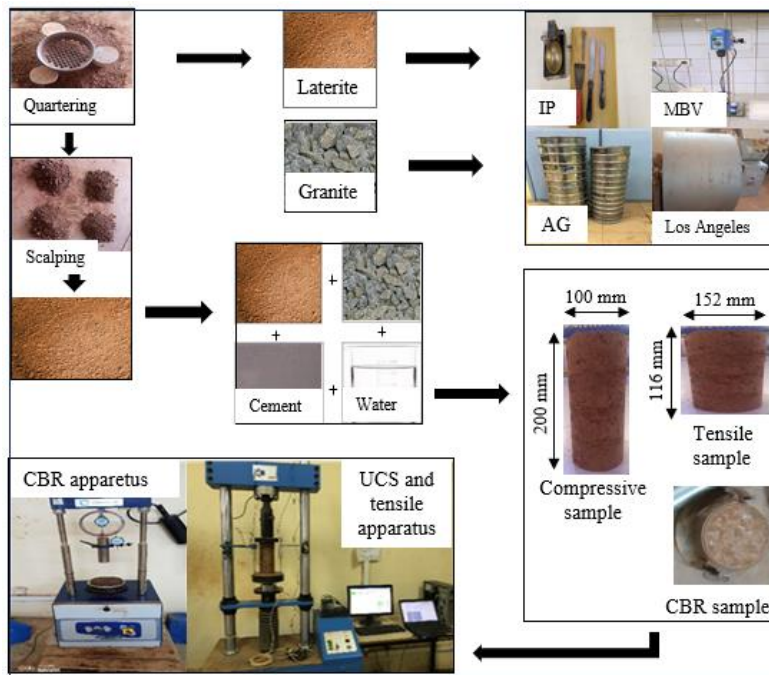 Quartering
Laterite
IP
MBV
Granite
AG
Los Angeles
Scalping
+
+
+
Cement
+
Water
100 mm
152 mm
200 mm
116 mm
Tensile
sample
Compressive
sample
CBR sample
CBR apparetus
UCS and
tensile
apparatus